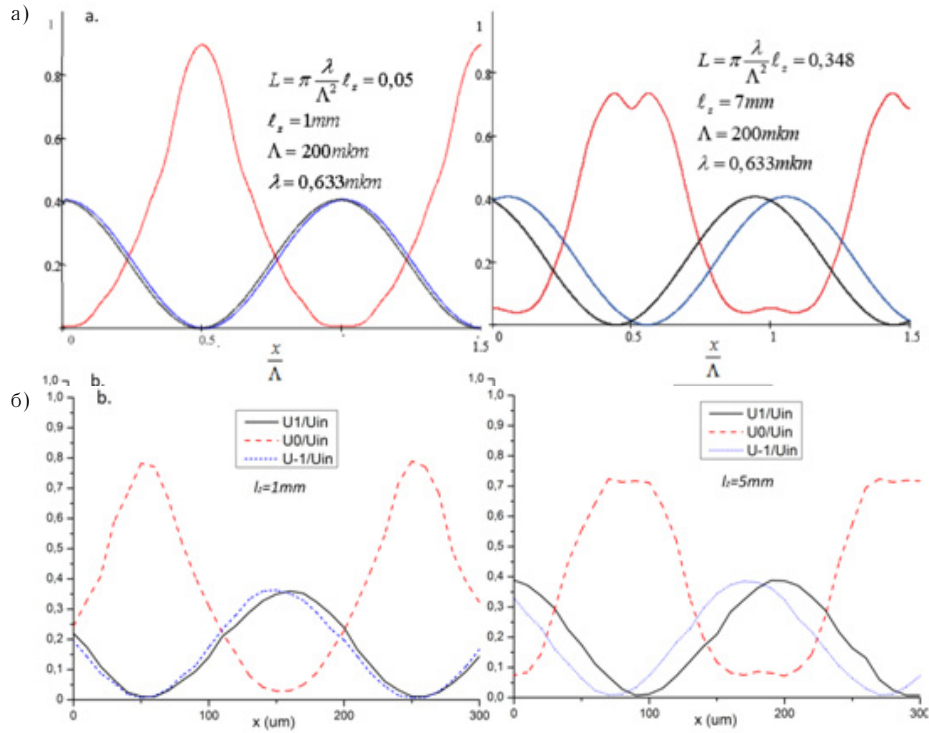 а)
a.
1
0.8
0.6
0.4
0.2
0
0.5
1
1.5
x/Λ
L = π λ/Λ² ℓz = 0,05
ℓz = 1mm
Λ = 200mkm
λ = 0,633mkm
1
0.8
0.6
0.4
0.2
0
0.5
1
1.5
x/Λ
L = π λ/Λ² ℓz = 0,348
ℓz = 7mm
Λ = 200mkm
λ = 0,633mkm
б)
b.
b.
1,0
1,0
0,9
0,8
0,7
0,6
0,5
0,4
0,3
0,2
0,1
0
0
100
200
300
x (um)
U1/Uin
U0/Uin
U-1/Uin
lz=1mm
1,0
1,0
0,9
0,8
0,7
0,6
0,5
0,4
0,3
0,2
0,1
0,0
0
100
200
300
x (um)
U1/Uin
U0/Uin
U-1/Uin
lz=5mm